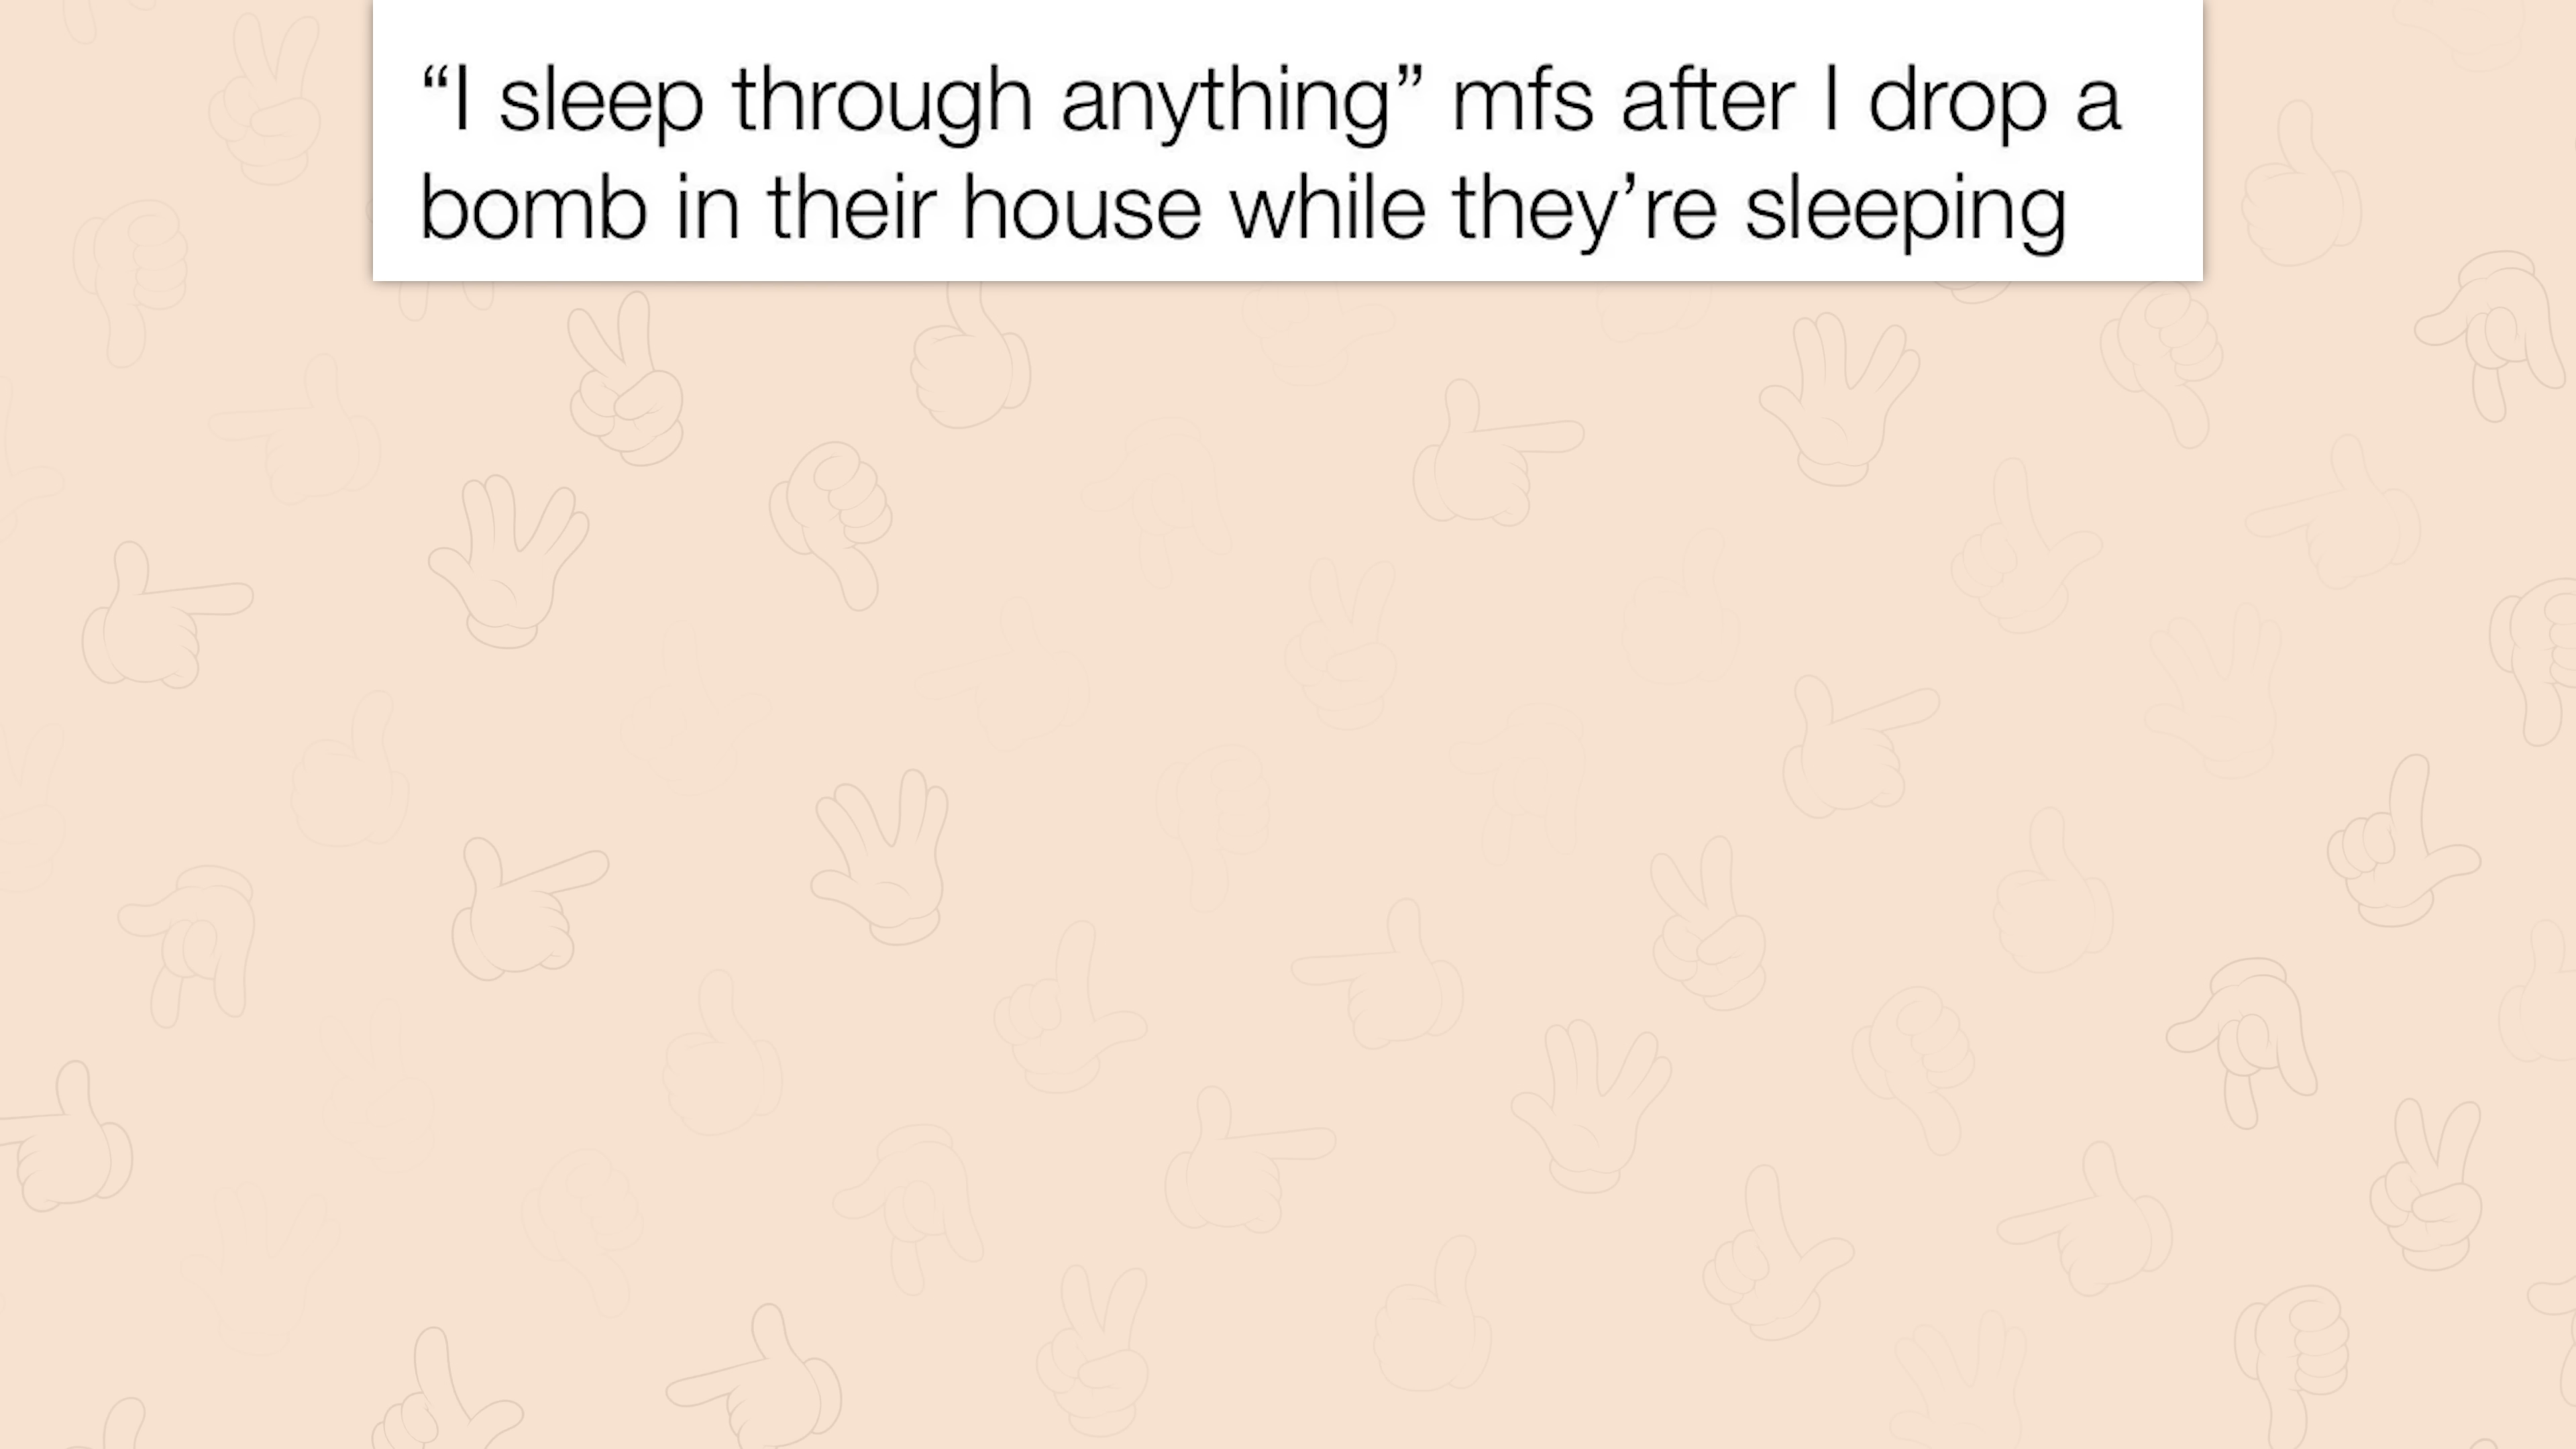 “I sleep through anything” mfs after I drop a
bomb in their house while they’re sleeping